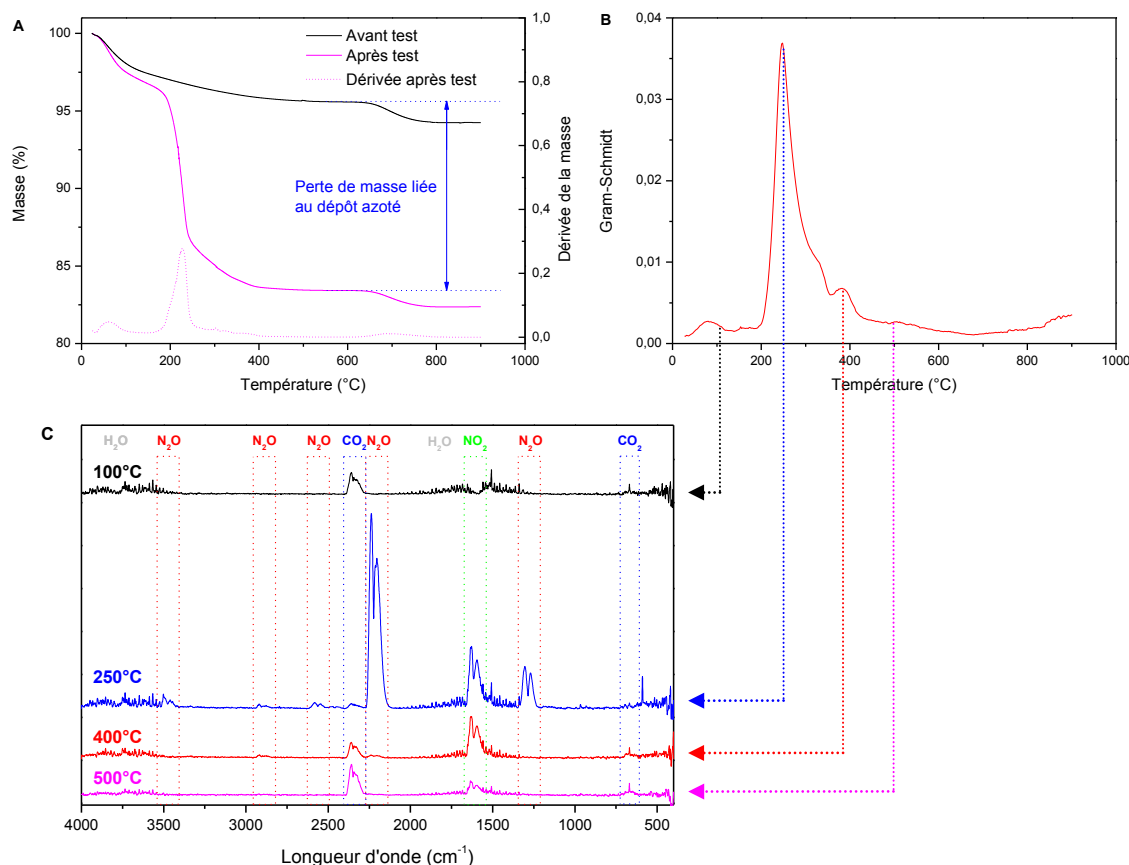 A
Avant test
Après test
Dérivée après test
Perte de masse liée
au dépôt azoté
100
95
90
85
80
0 200 400 600 800 1000
1,0
0,8
0,6
0,4
0,2
0,0
Masse (%)
Température (°C)
Dérivée de la masse
B
0,04
0,03
0,02
0,01
0,00
0 200 400 600 800 1000
Gram-Schmidt
Température (°C)
C
H₂O N₂O N₂O N₂O CO₂ N₂O H₂O NO₂ N₂O CO₂
100°C
250°C
400°C
500°C
4000 3500 3000 2500 2000 1500 1000 500
Longueur d'onde (cm⁻¹)